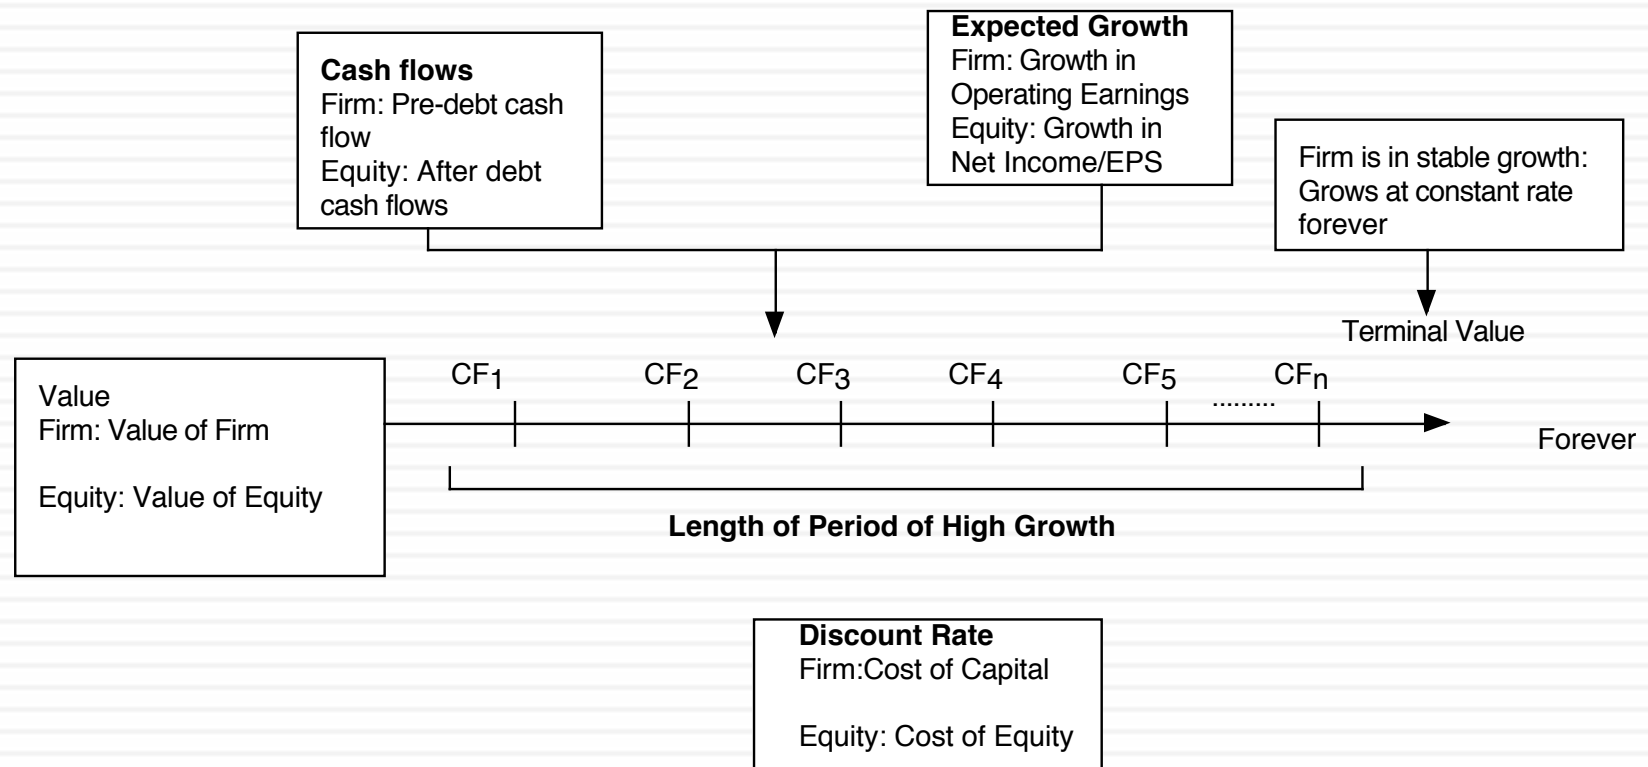 Cash flows
Firm: Pre-debt cash
flow
Equity: After debt
cash flows
Expected Growth
Firm: Growth in
Operating Earnings
Equity: Growth in
Net Income/EPS
Firm is in stable growth:
Grows at constant rate
forever
Terminal Value
CF1 CF2 CF3 CF4 CF5 ......... CFn
Forever
Value
Firm: Value of Firm
Equity: Value of Equity
Length of Period of High Growth
Discount Rate
Firm:Cost of Capital
Equity: Cost of Equity